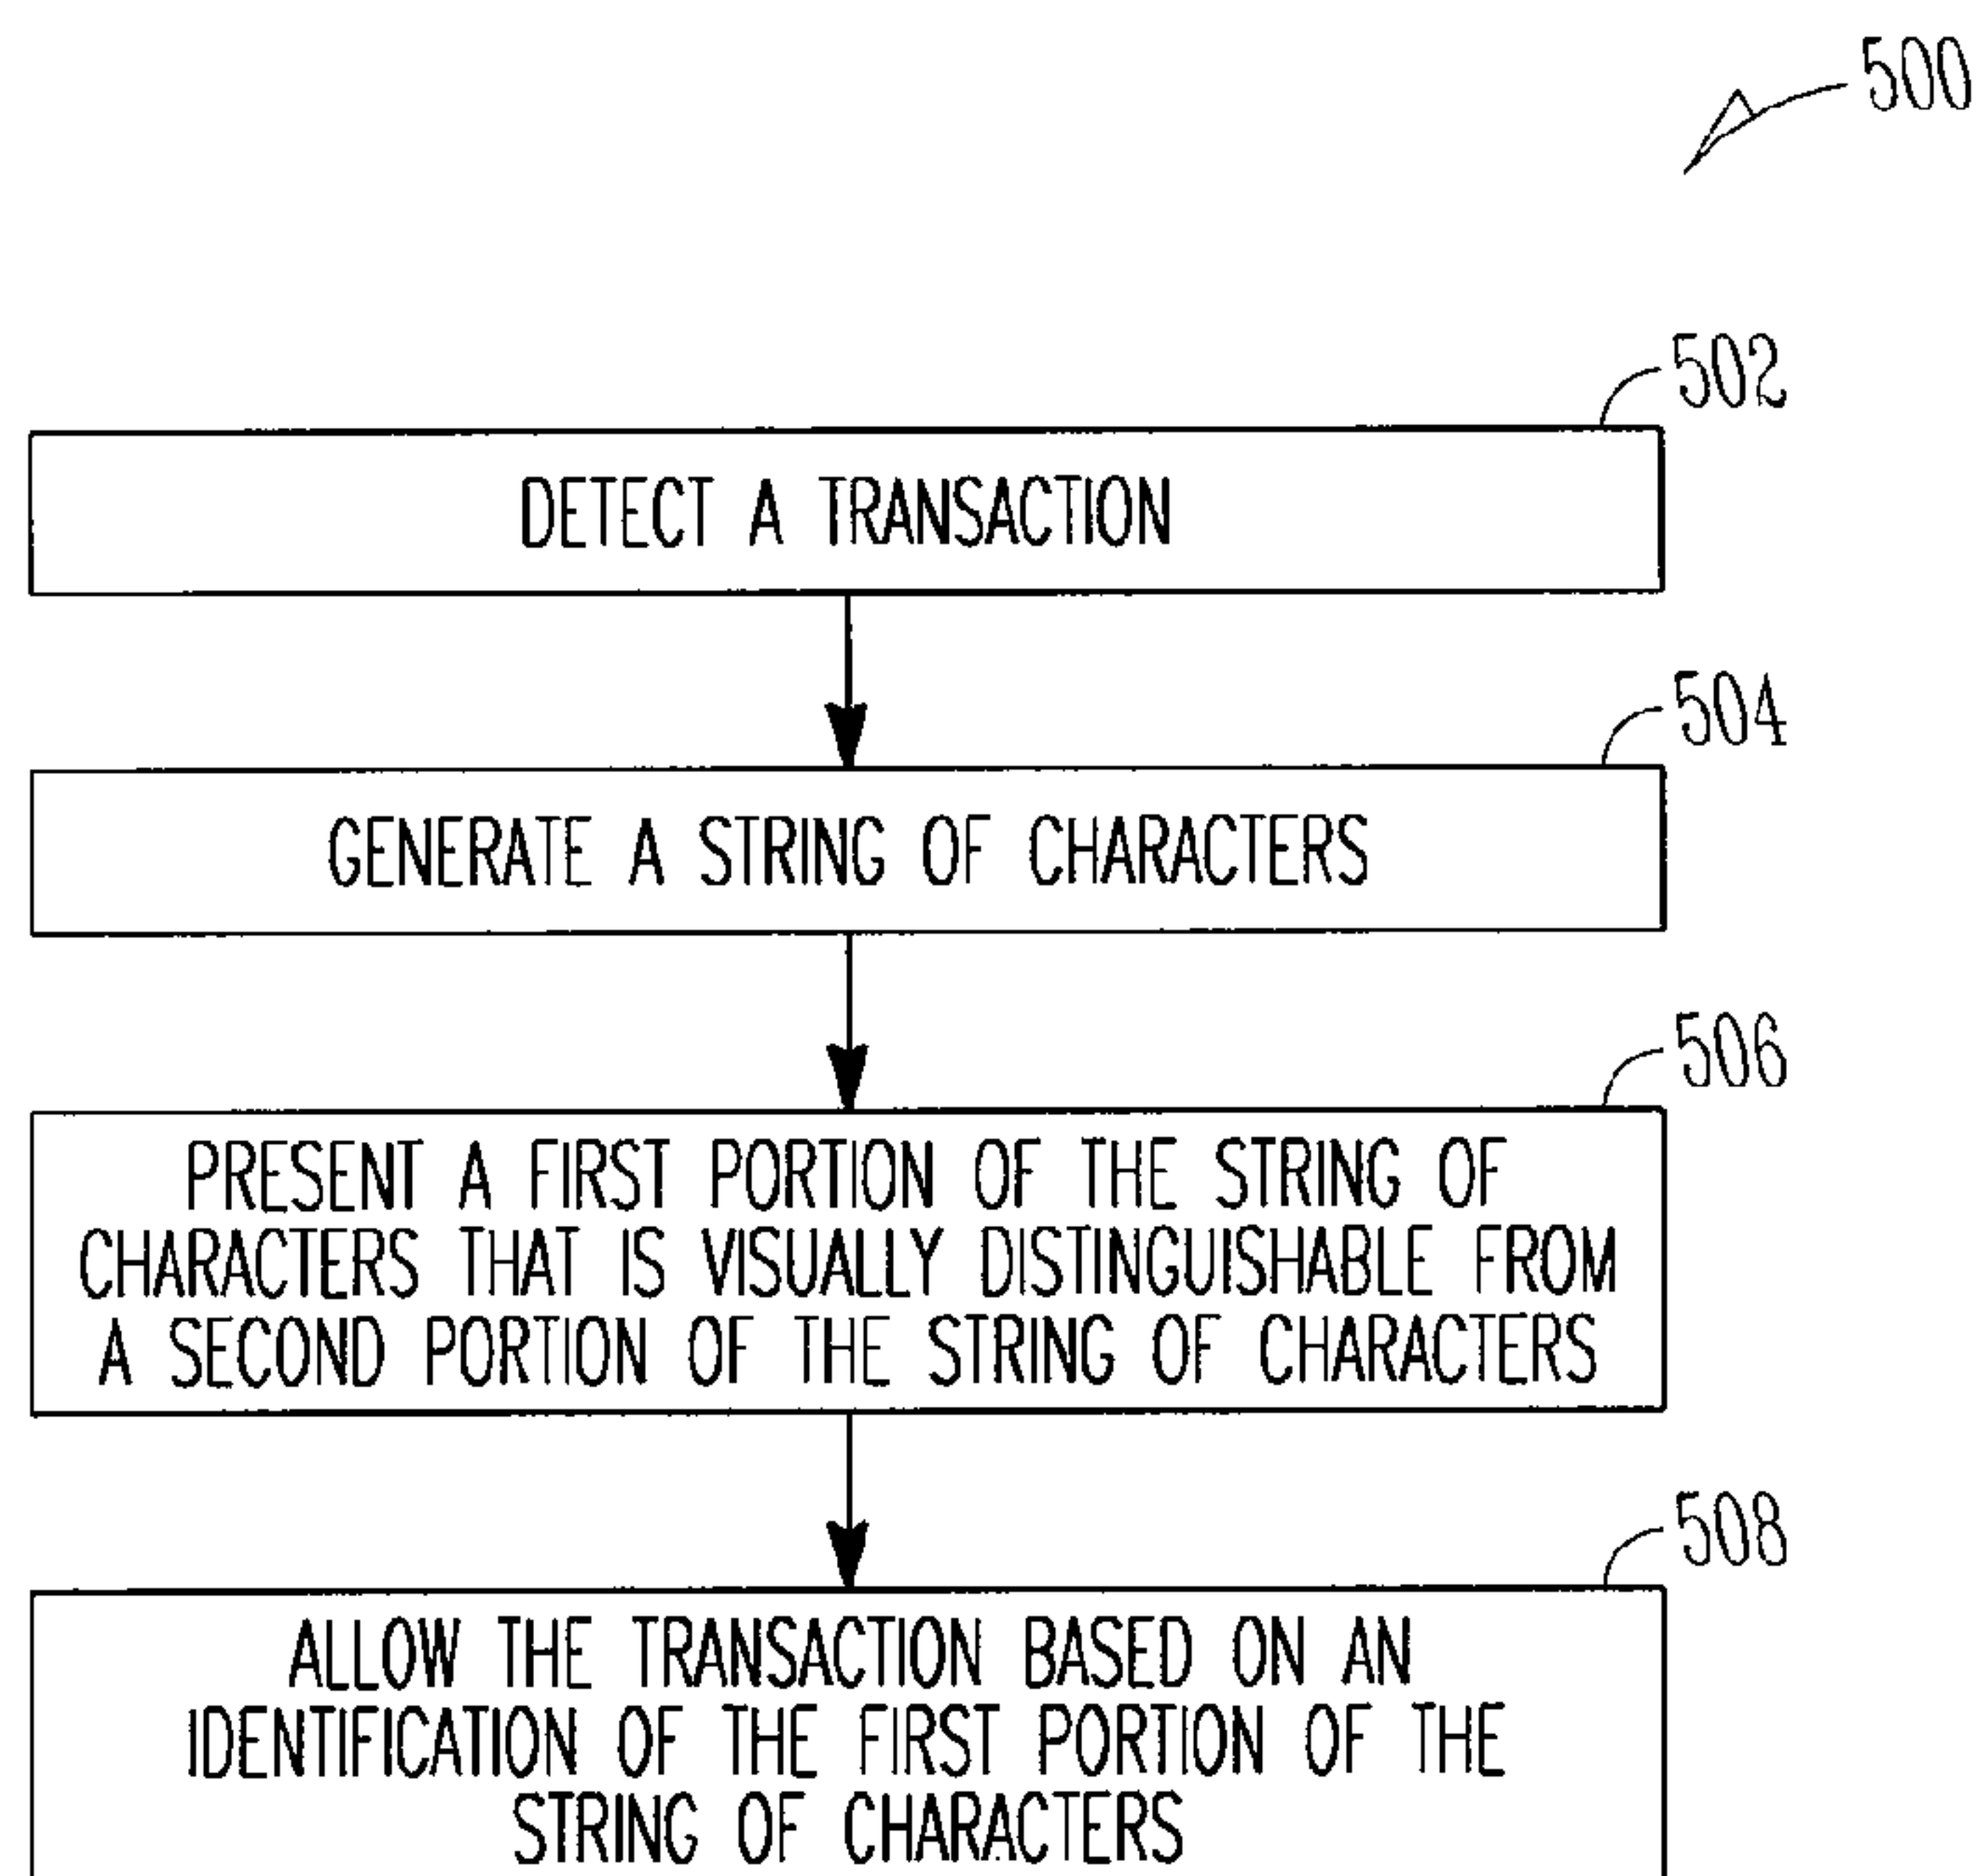 500
502
DETECT A TRANSACTION
504
GENERATE A STRING OF CHARACTERS
506
PRESENT A FIRST PORTION OF THE STRING OF
CHARACTERS THAT IS VISUALLY DISTINGUISHABLE FROM
A SECOND PORTION OF THE STRING OF CHARACTERS
508
ALLOW THE TRANSACTION BASED ON AN
IDENTIFICATION OF THE FIRST PORTION OF THE
STRING OF CHARACTERS